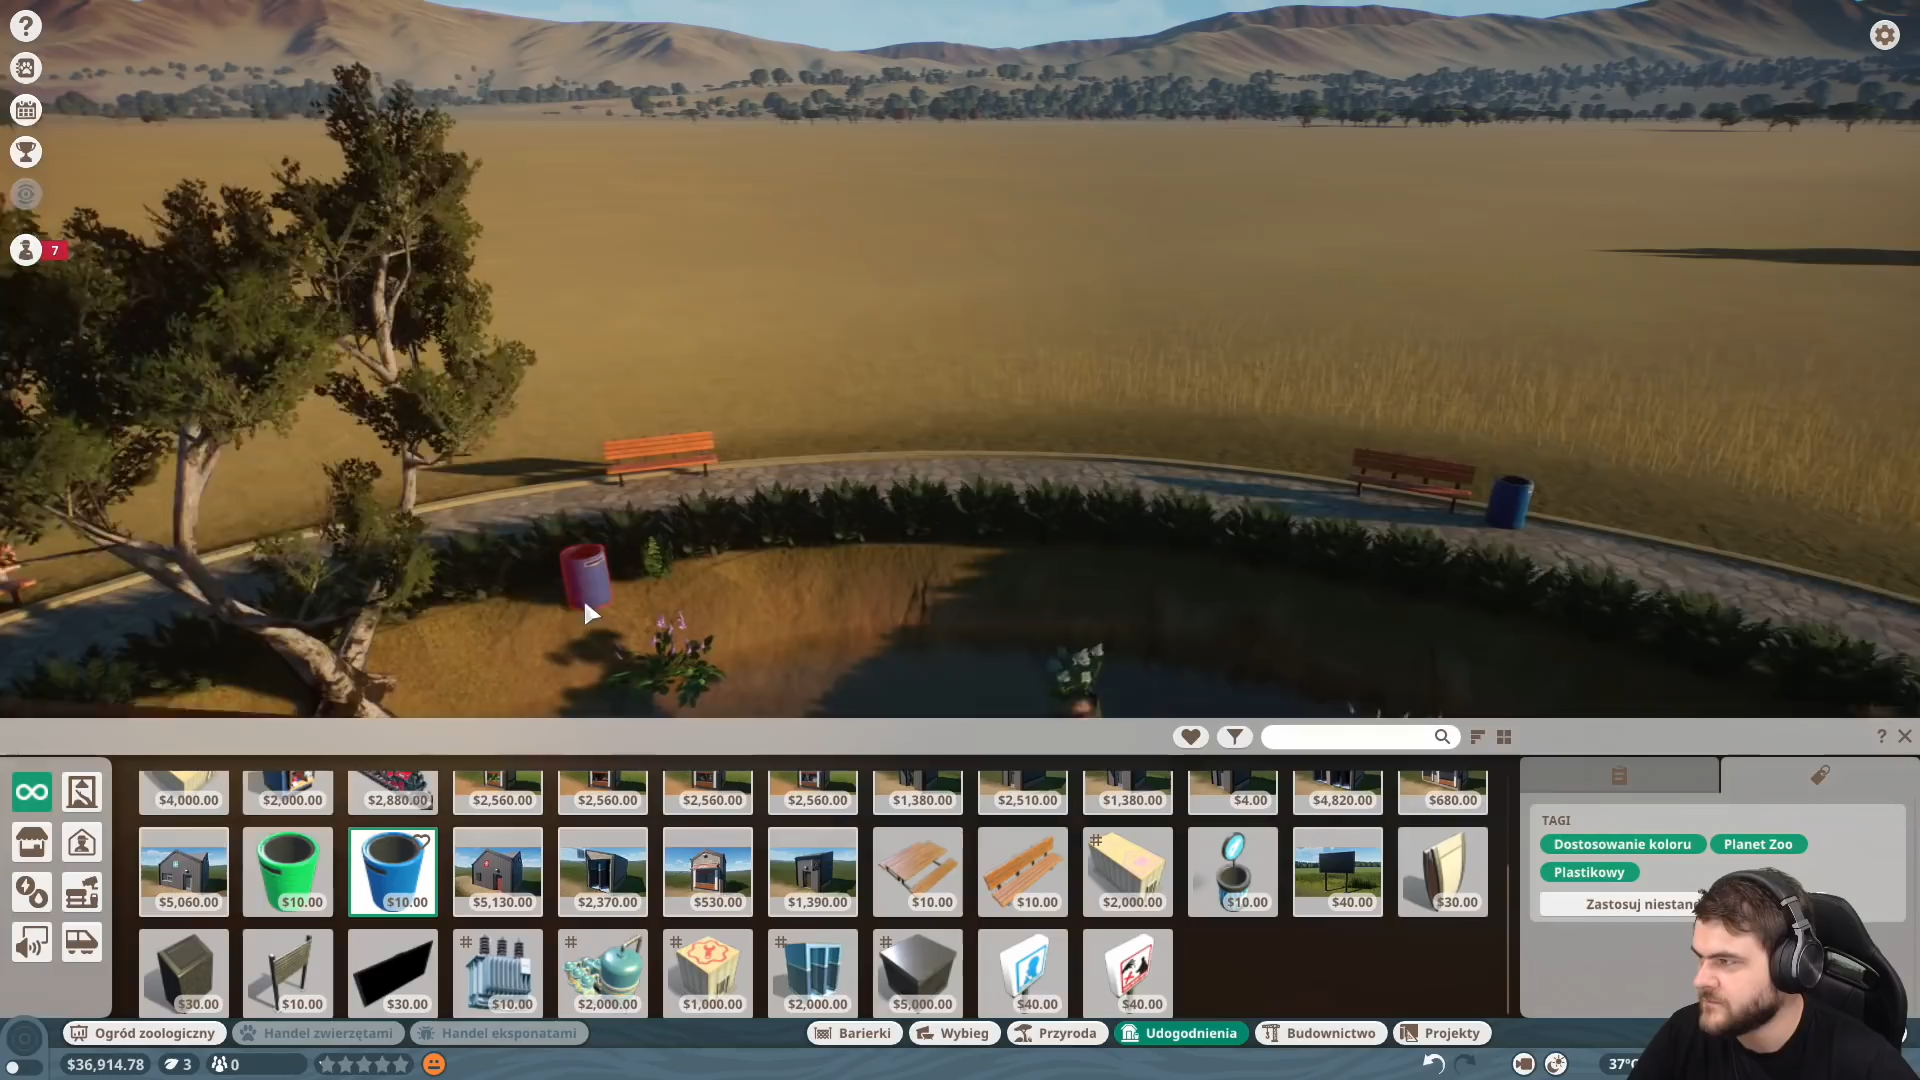 ?
7
?
$4,000.00 $2,000.00 $2,880.00 $2,560.00 $2,560.00 $2,560.00 $2,560.00 $1,380.00 $2,510.00 $1,380.00 $4.00 $4,820.00 $680.00
$5,060.00 $10.00 $10.00 $5,130.00 $2,370.00 $530.00 $1,390.00 $10.00 $10.00 # $2,000.00 $10.00 $40.00 $30.00
$30.00 $10.00 $30.00 # $10.00 # $2,000.00 # $1,000.00 # $2,000.00 # $5,000.00 $40.00 $40.00
TAGI
Dostosowanie koloru Planet Zoo
Plastikowy
Zastosuj
Ogród zoologiczny Handel zwierzętami Handel eksponatami Barierki Wybieg Przyroda Udogodnienia Budownictwo Projekty
$36,914.78 3 0 37°